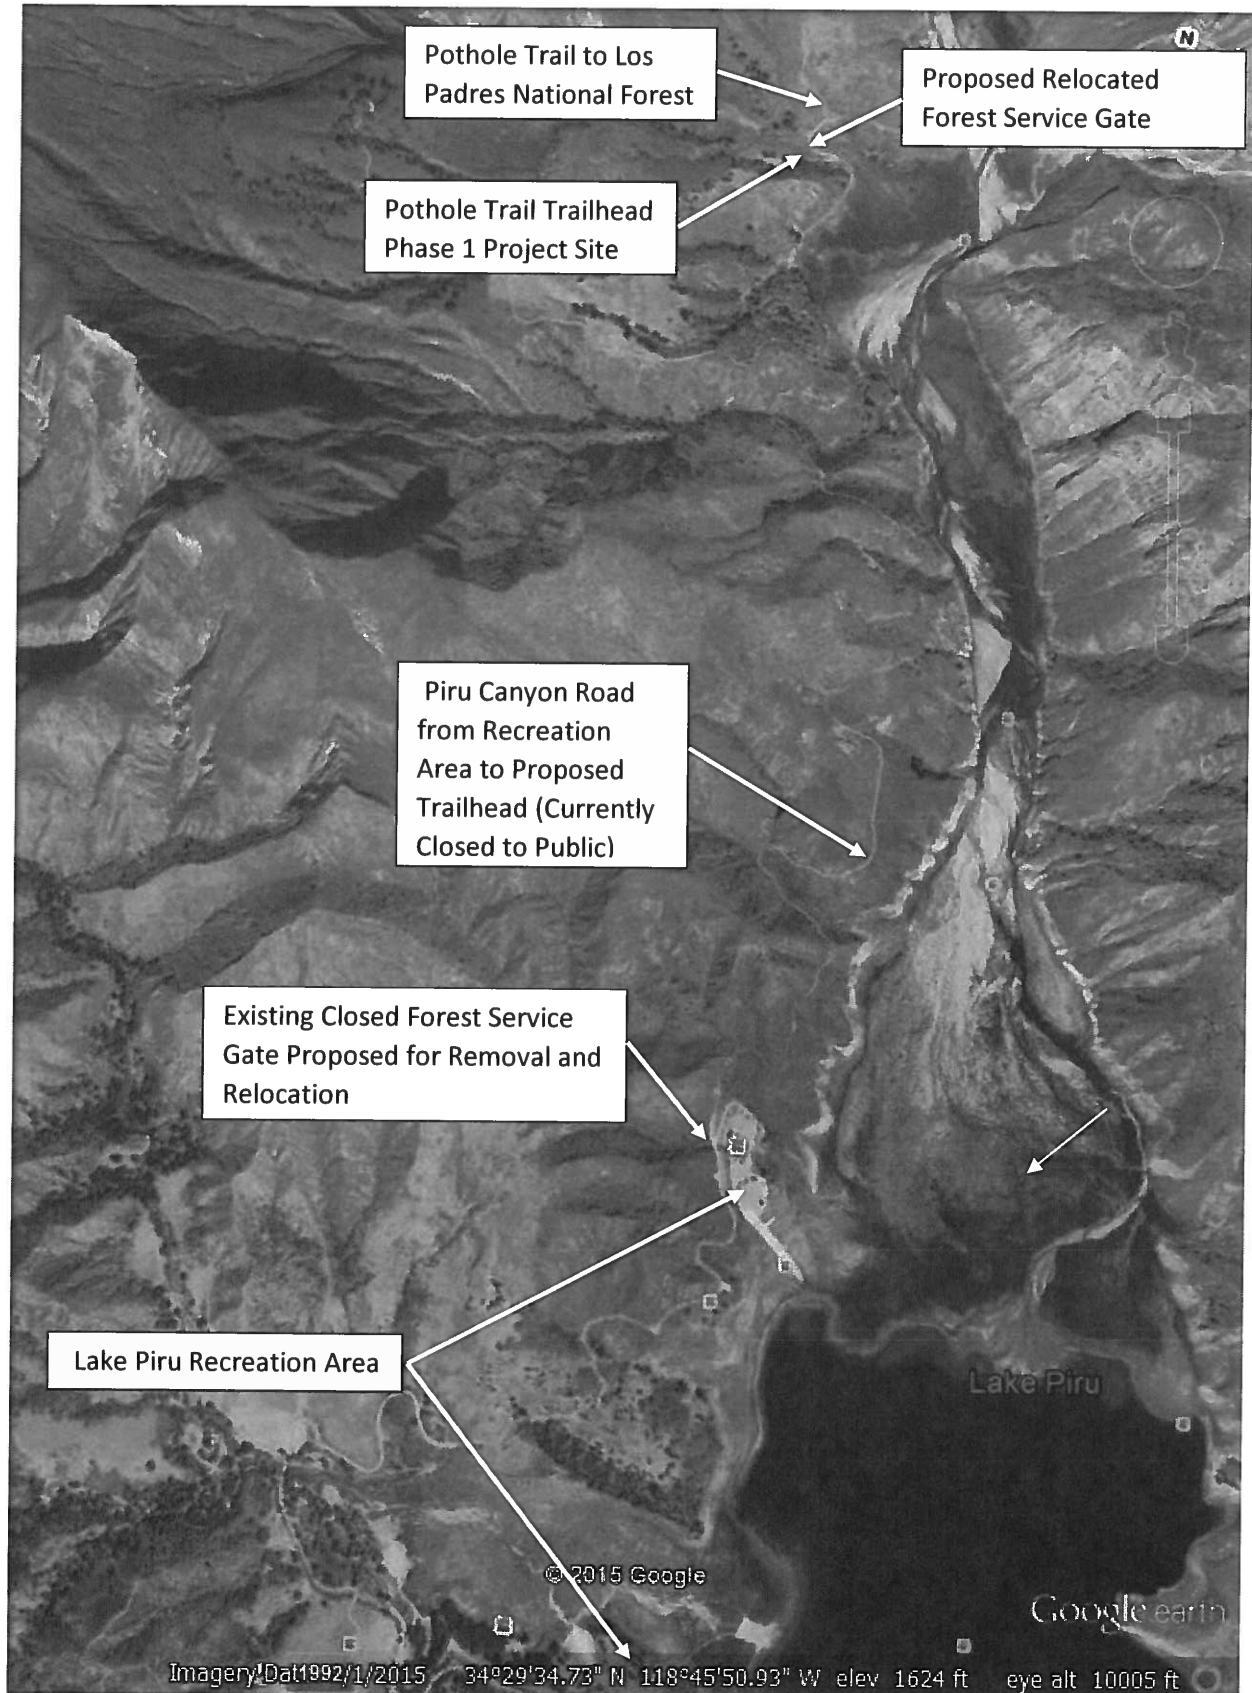 N
Pothole Trail to Los
Padres National Forest
Proposed Relocated
Forest Service Gate
Pothole Trail Trailhead
Phase 1 Project Site
Piru Canyon Road
from Recreation
Area to Proposed
Trailhead (Currently
Closed to Public)
Existing Closed Forest Service
Gate Proposed for Removal and
Relocation
Lake Piru Recreation Area
Lake Piru
© 2015 Google
Google earth
2/1/2015 34°29'34.73" N 118°45'50.93" W elev 1624 ft eye alt 10005 ft